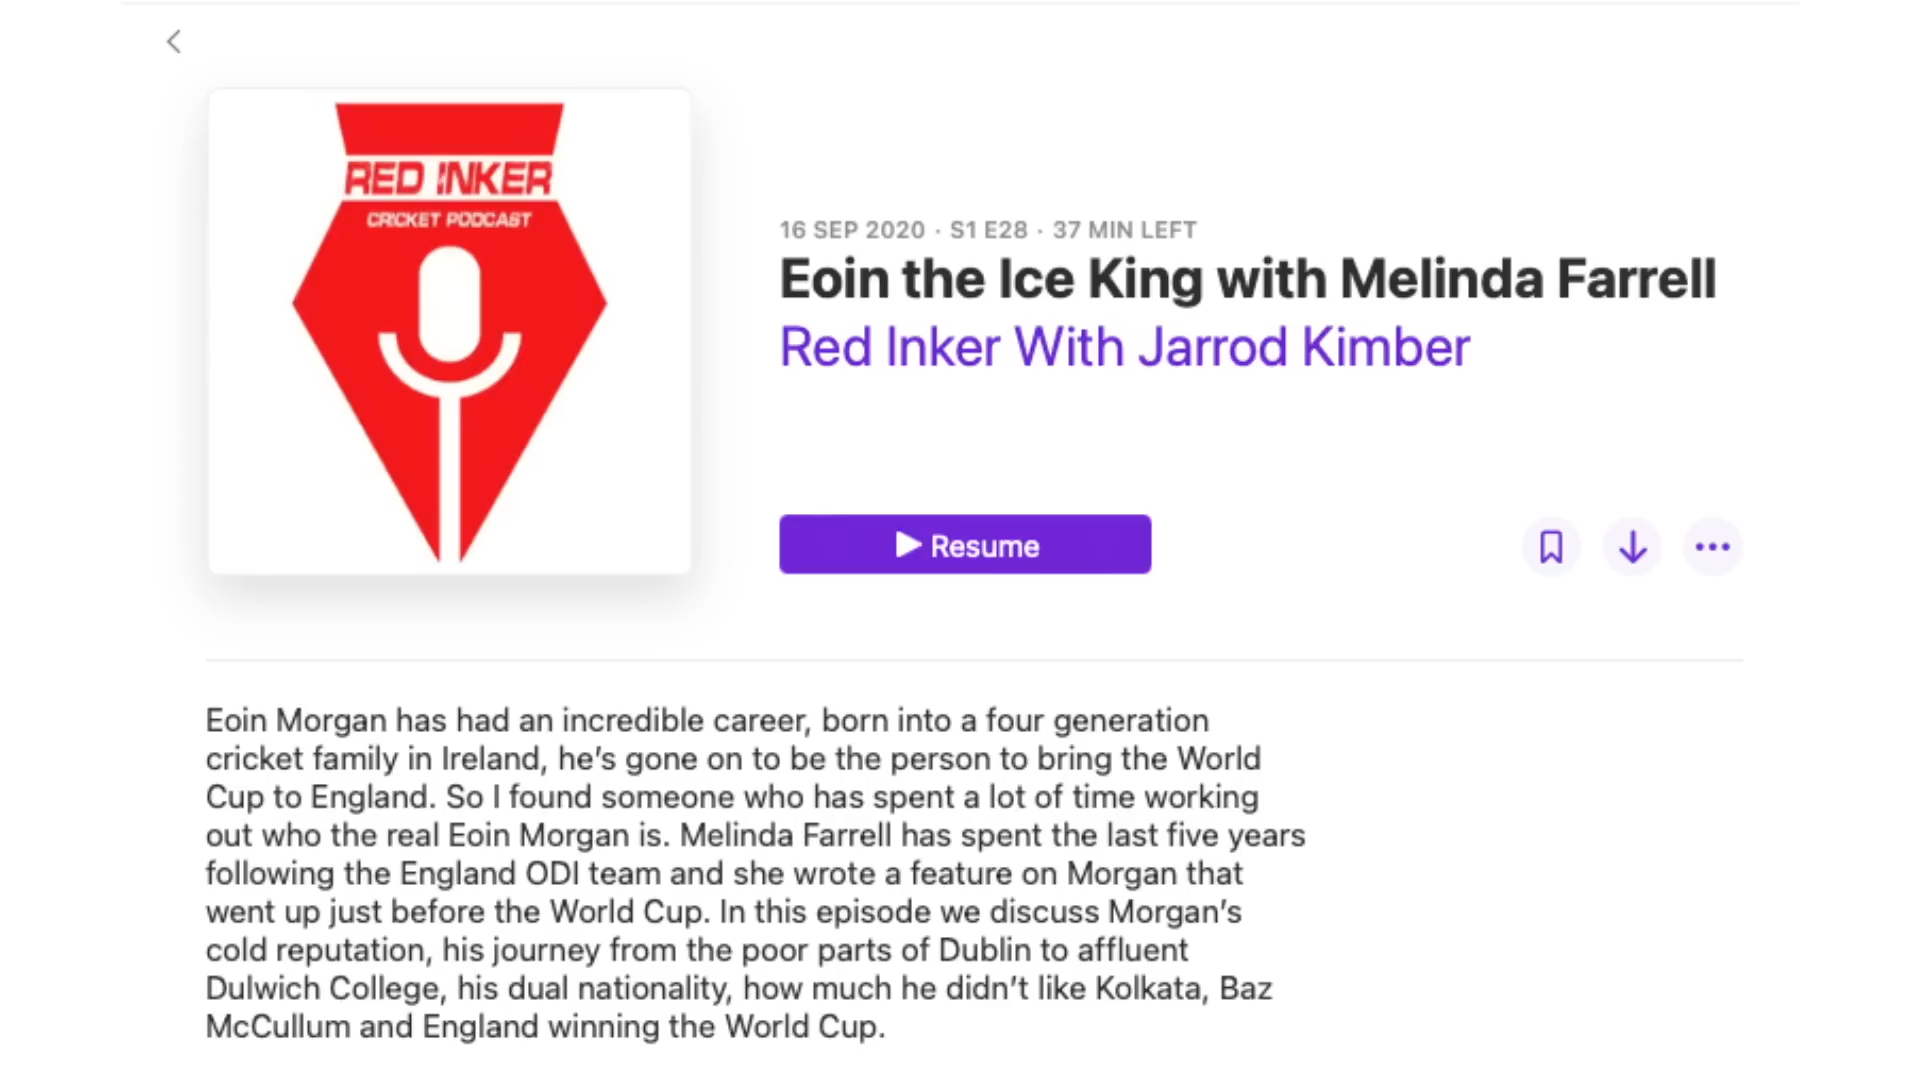 RED INKER
CRICKET PODCAST
16 SEP 2020 · S1 E28 · 37 MIN LEFT
Eoin the Ice King with Melinda Farrell
Red Inker With Jarrod Kimber
Resume
Eoin Morgan has had an incredible career, born into a four generation
cricket family in Ireland, he’s gone on to be the person to bring the World
Cup to England. So I found someone who has spent a lot of time working
out who the real Eoin Morgan is. Melinda Farrell has spent the last five years
following the England ODI team and she wrote a feature on Morgan that
went up just before the World Cup. In this episode we discuss Morgan’s
cold reputation, his journey from the poor parts of Dublin to affluent
Dulwich College, his dual nationality, how much he didn’t like Kolkata, Baz
McCullum and England winning the World Cup.